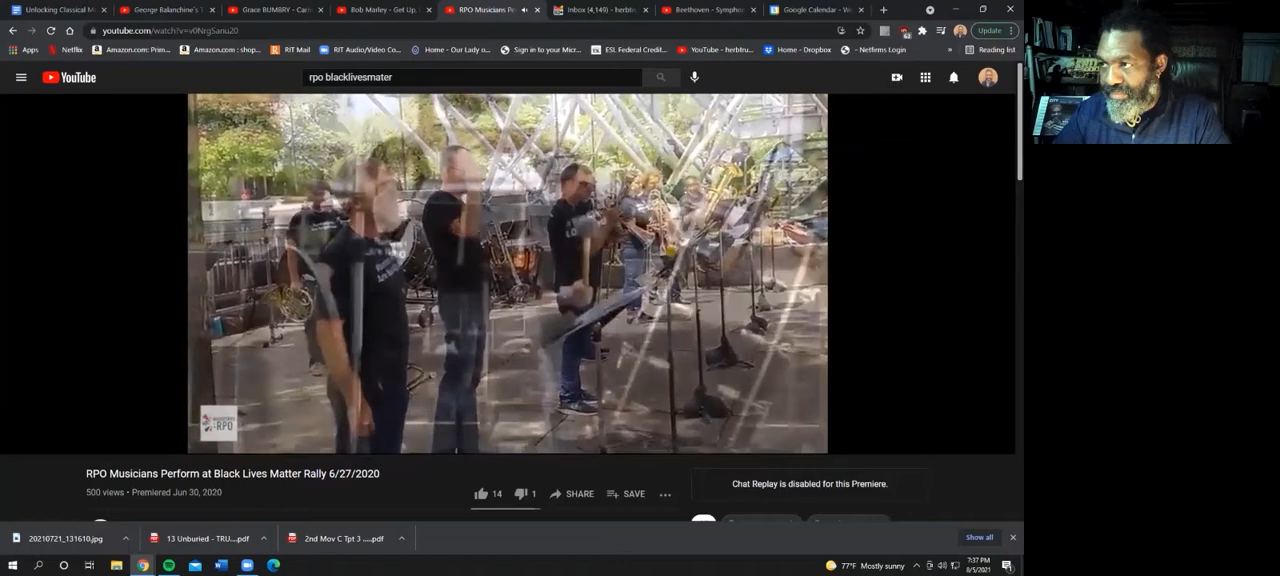 Unlocking Classical M
George Balanchine's T
Grace BUMBRY - Carm
Bob Marley - Get Up,
RPO Musicians Pe
Inbox (4,149) - herbtru
Beethoven - Symphon
Google Calendar - We
youtube.com/watch?v=v0NrgSanu20
Update
Apps
Netflix
Amazon.com: Prim...
Amazon.com : shop...
RIT Mail
RIT Audio/Video Co...
Home - Our Lady o...
Sign in to your Micr...
ESL Federal Credit...
YouTube - herbtru...
Home - Dropbox
- Netfirms Login
»
Reading list
YouTube
rpo blacklivesmater
RPO
RPO Musicians Perform at Black Lives Matter Rally 6/27/2020
500 views • Premiered Jun 30, 2020
14
1
SHARE
SAVE
Chat Replay is disabled for this Premiere.
20210721_131610.jpg
13 Unburied - TRU....pdf
2nd Mov C Tpt 3 ....pdf
Show all
77°F Mostly sunny
7:37 PM
8/5/2021